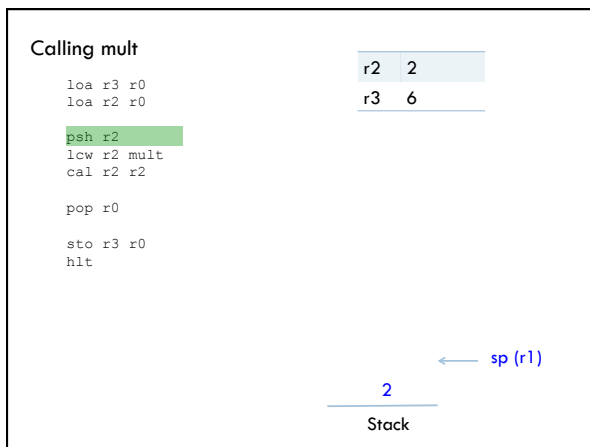 Calling mult
loa r3 r0
loa r2 r0
psh r2
lcw r2 mult
cal r2 r2
pop r0
sto r3 r0
hlt
r2 2
r3 6
sp (r1)
2
Stack